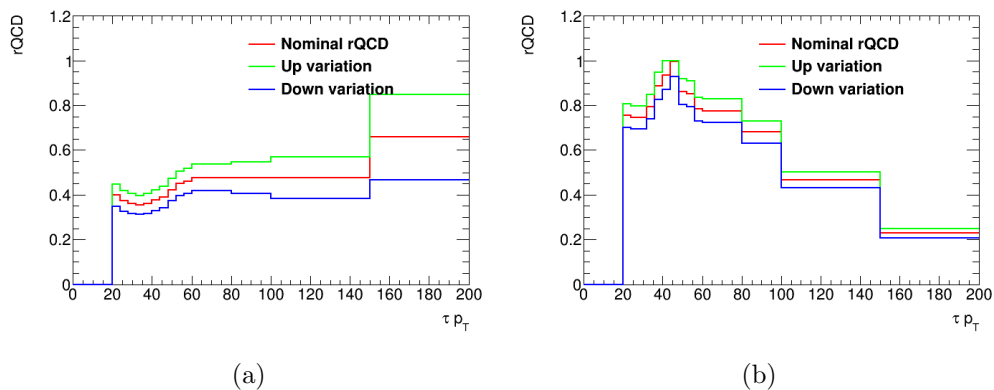 rQCD
1.2
1
0.8
0.6
0.4
0.2
0
Nominal rQCD
Up variation
Down variation
0 20 40 60 80 100 120 140 160 180 200
τ pT
(a)
rQCD
1.2
1
0.8
0.6
0.4
0.2
0
Nominal rQCD
Up variation
Down variation
0 20 40 60 80 100 120 140 160 180 200
τ pT
(b)